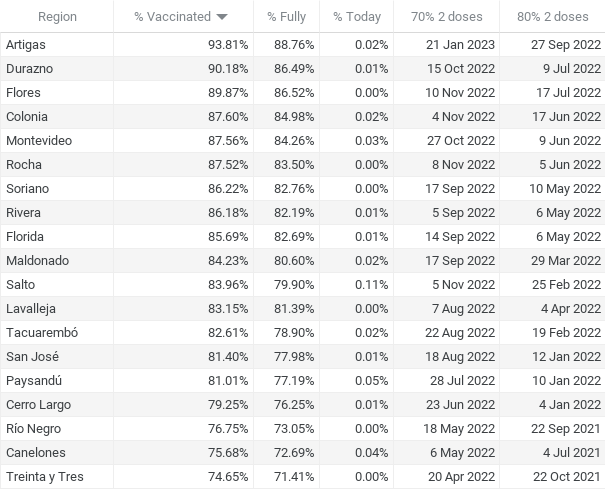 Region % Vaccinated % Fully % Today 70% 2 doses 80% 2 doses
Artigas 93.81% 88.76% 0.02% 21 Jan 2023 27 Sep 2022
Durazno 90.18% 86.49% 0.01% 15 Oct 2022 9 Jul 2022
Flores 89.87% 86.52% 0.00% 10 Nov 2022 17 Jul 2022
Colonia 87.60% 84.98% 0.02% 4 Nov 2022 17 Jun 2022
Montevideo 87.56% 84.26% 0.03% 27 Oct 2022 9 Jun 2022
Rocha 87.52% 83.50% 0.00% 8 Nov 2022 5 Jun 2022
Soriano 86.22% 82.76% 0.00% 17 Sep 2022 10 May 2022
Rivera 86.18% 82.19% 0.01% 5 Sep 2022 6 May 2022
Florida 85.69% 82.69% 0.01% 14 Sep 2022 6 May 2022
Maldonado 84.23% 80.60% 0.02% 17 Sep 2022 29 Mar 2022
Salto 83.96% 79.90% 0.11% 5 Nov 2022 25 Feb 2022
Lavalleja 83.15% 81.39% 0.00% 7 Aug 2022 4 Apr 2022
Tacuarembó 82.61% 78.90% 0.02% 22 Aug 2022 19 Feb 2022
San José 81.40% 77.98% 0.01% 18 Aug 2022 12 Jan 2022
Paysandú 81.01% 77.19% 0.05% 28 Jul 2022 10 Jan 2022
Cerro Largo 79.25% 76.25% 0.01% 23 Jun 2022 4 Jan 2022
Río Negro 76.75% 73.05% 0.00% 18 May 2022 22 Sep 2021
Canelones 75.68% 72.69% 0.04% 6 May 2022 4 Jul 2021
Treinta y Tres 74.65% 71.41% 0.00% 20 Apr 2022 22 Oct 2021